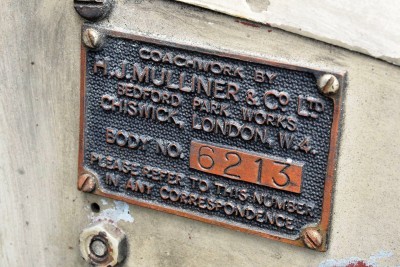 COACHWORK BY
H.J.MULLINER & Co LTD.
BEDFORD PARK WORKS,
CHISWICK, LONDON, W.4.
BODY NO. 6213
PLEASE REFER TO THIS NUMBER
IN ANY CORRESPONDENCE